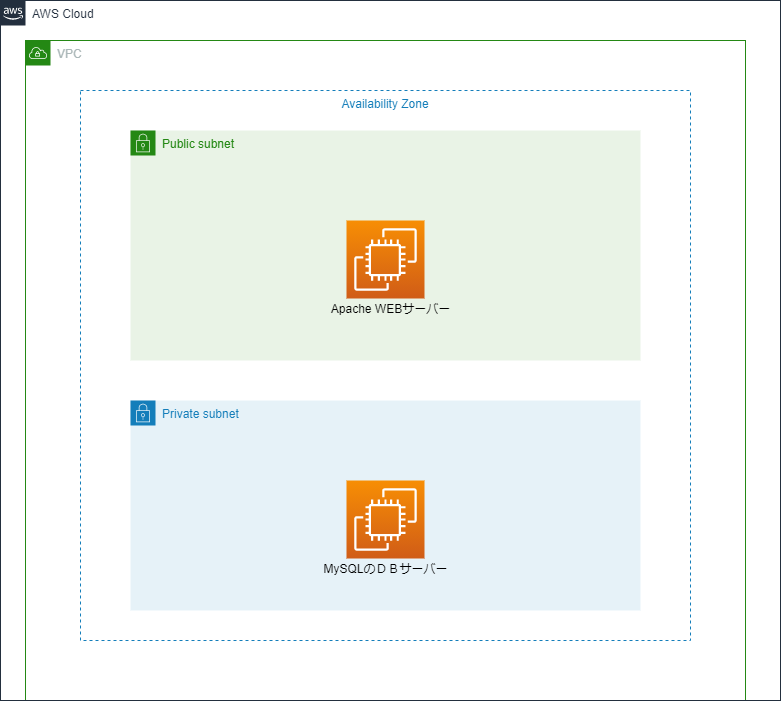 aws
AWS Cloud
VPC
Availability Zone
Public subnet
Apache WEBサーバー
Private subnet
MySQLのＤＢサーバー